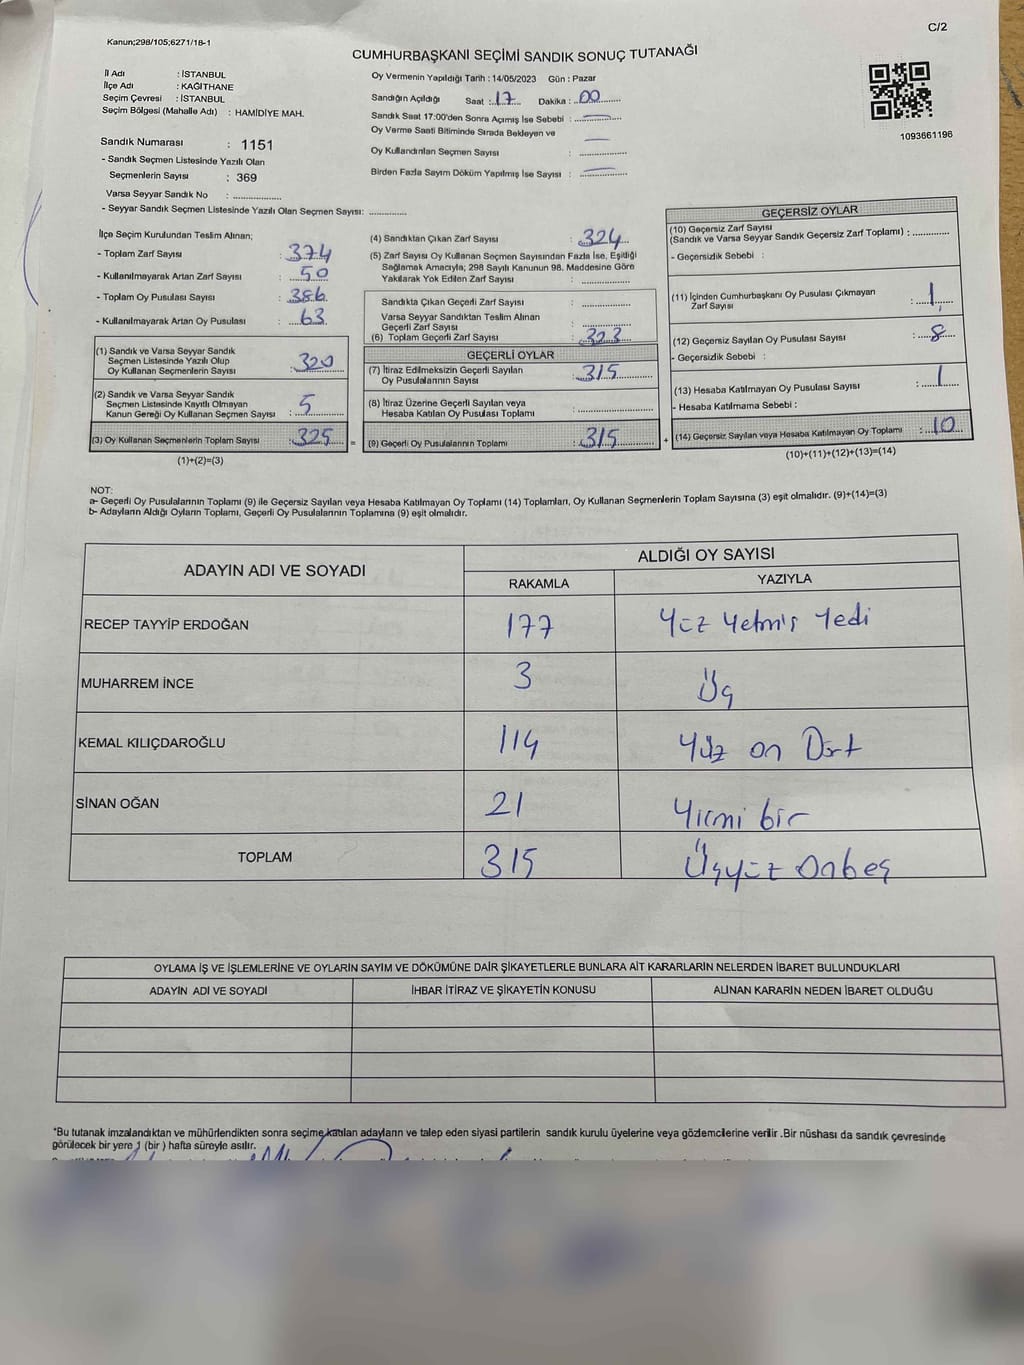 C/2
Kanun;298/105;6271/18-1
CUMHURBAŞKANI SEÇİMİ SANDIK SONUÇ TUTANAĞI
İl Adı : İSTANBUL
İlçe Adı : KAĞITHANE
Seçim Çevresi : İSTANBUL
Seçim Bölgesi (Mahalle Adı) : HAMİDİYE MAH.
Sandık Numarası : 1151
- Sandık Seçmen Listesinde Yazılı Olan
Seçmenlerin Sayısı : 369
Varsa Seyyar Sandık No : ...............
- Seyyar Sandık Seçmen Listesinde Yazılı Olan Seçmen Sayısı: ............
Oy Vermenin Yapıldığı Tarih : 14/05/2023 Gün : Pazar
Sandığın Açıldığı Saat : 17 Dakika : 00
Sandık Saat 17:00'den Sonra Açımış İse Sebebi : —
Oy Verme Saati Bitiminde Sırada Bekleyen ve
Oy Kullandırılan Seçmen Sayısı : —
Birden Fazla Sayım Döküm Yapılmış İse Sayısı : —
1093661196
İlçe Seçim Kurulundan Teslim Alınan;
- Toplam Zarf Sayısı : 374
- Kullanılmayarak Artan Zarf Sayısı : 50
- Toplam Oy Pusulası Sayısı : 386
- Kullanılmayarak Artan Oy Pusulası : 63
(1) Sandık ve Varsa Seyyar Sandık
Seçmen Listesinde Yazılı Olup
Oy Kullanan Seçmenlerin Sayısı : 320
(2) Sandık ve Varsa Seyyar Sandık
Seçmen Listesinde Kayıtlı Olmayan
Kanun Gereği Oy Kullanan Seçmen Sayısı : 5
(3) Oy Kullanan Seçmenlerin Toplam Sayısı : 325 =
(1)+(2)=(3)
(4) Sandıktan Çıkan Zarf Sayısı : 324
(5) Zarf Sayısı Oy Kullanan Seçmen Sayısından Fazla İse, Eşitliği
Sağlamak Amacıyla; 298 Sayılı Kanunun 98. Maddesine Göre
Yakılarak Yok Edilen Zarf Sayısı : ...............
Sandıkta Çıkan Geçerli Zarf Sayısı : ...............
Varsa Seyyar Sandıktan Teslim Alınan
Geçerli Zarf Sayısı : ...............
(6) Toplam Geçerli Zarf Sayısı : 323
GEÇERLİ OYLAR
(7) İtiraz Edilmeksizin Geçerli Sayılan
Oy Pusulalarının Sayısı : 315
(8) İtiraz Üzerine Geçerli Sayılan veya
Hesaba Katılan Oy Pusulası Toplamı : ...............
(9) Geçerli Oy Pusulalarının Toplamı : 315 +
GEÇERSİZ OYLAR
(10) Geçersiz Zarf Sayısı
(Sandık ve Varsa Seyyar Sandık Geçersiz Zarf Toplamı) : ............
- Geçersizlik Sebebi :
(11) İçinden Cumhurbaşkanı Oy Pusulası Çıkmayan
Zarf Sayısı : 1
(12) Geçersiz Sayılan Oy Pusulası Sayısı : 8
- Geçersizlik Sebebi :
(13) Hesaba Katılmayan Oy Pusulası Sayısı : 1
- Hesaba Katılmama Sebebi :
(14) Geçersiz Sayılan veya Hesaba Katılmayan Oy Toplamı : 10
(10)+(11)+(12)+(13)=(14)
NOT:
a- Geçerli Oy Pusulalarının Toplamı (9) ile Geçersiz Sayılan veya Hesaba Katılmayan Oy Toplamı (14) Toplamları, Oy Kullanan Seçmenlerin Toplam Sayısına (3) eşit olmalıdır. (9)+(14)=(3)
b- Adayların Aldığı Oyların Toplamı, Geçerli Oy Pusulalarının Toplamına (9) eşit olmalıdır.
ADAYIN ADI VE SOYADI ALDIĞI OY SAYISI
RAKAMLA YAZIYLA
RECEP TAYYİP ERDOĞAN 177 Yüz Yetmiş Yedi
MUHARREM İNCE 3 Üç
KEMAL KILIÇDAROĞLU 114 Yüz on Dört
SİNAN OĞAN 21 Yirmi bir
TOPLAM 315 Üçyüz Onbeş
OYLAMA İŞ VE İŞLEMLERİNE VE OYLARIN SAYIM VE DÖKÜMÜNE DAİR ŞİKAYETLERLE BUNLARA AİT KARARLARIN NELERDEN İBARET BULUNDUKLARI
ADAYIN ADI VE SOYADI İHBAR İTİRAZ VE ŞİKAYETİN KONUSU ALINAN KARARIN NEDEN İBARET OLDUĞU
*Bu tutanak imzalandıktan ve mühürlendikten sonra seçime katılan adayların ve talep eden siyasi partilerin sandık kurulu üyelerine veya gözlemcilerine verilir .Bir nüshası da sandık çevresinde
görülecek bir yere 1 (bir ) hafta süreyle asılır.